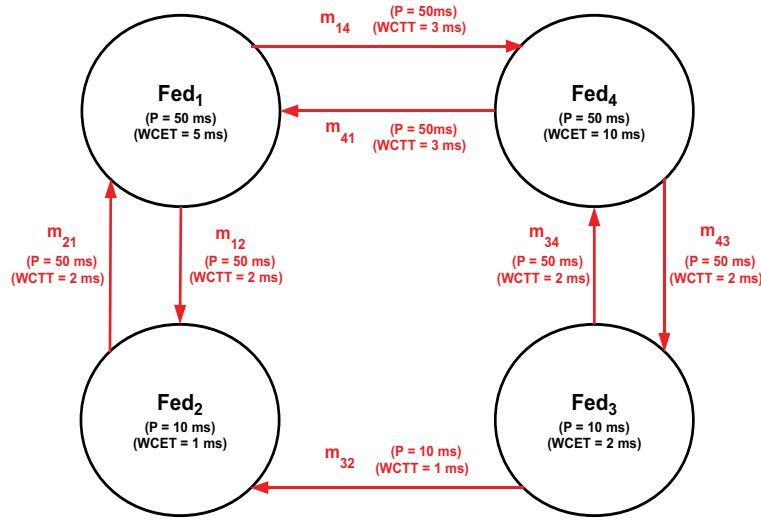 m14 (P = 50ms)
(WCTT = 3 ms)
Fed1
(P = 50 ms)
(WCET = 5 ms)
Fed4
(P = 50 ms)
(WCET = 10 ms)
m41 (P = 50ms)
(WCTT = 3 ms)
m21
(P = 50 ms)
(WCTT = 2 ms)
m12
(P = 50 ms)
(WCTT = 2 ms)
m34
(P = 50 ms)
(WCTT = 2 ms)
m43
(P = 50 ms)
(WCTT = 2 ms)
Fed2
(P = 10 ms)
(WCET = 1 ms)
Fed3
(P = 10 ms)
(WCET = 2 ms)
m32 (P = 10 ms)
(WCTT = 1 ms)